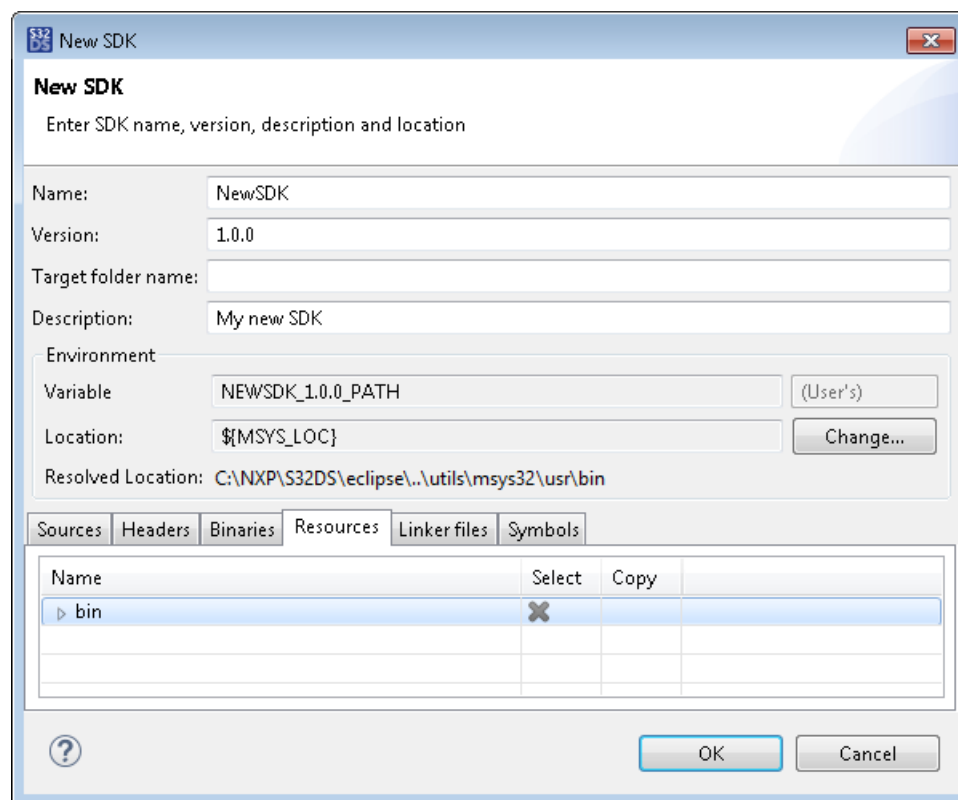 S32 DS New SDK
New SDK
Enter SDK name, version, description and location
Name: NewSDK
Version: 1.0.0
Target folder name:
Description: My new SDK
Environment
Variable NEWSDK_1.0.0_PATH (User's)
Location: ${MSYS_LOC} Change...
Resolved Location: C:\NXP\S32DS\eclipse\..\utils\msys32\usr\bin
Sources Headers Binaries Resources Linker files Symbols
Name Select Copy
bin
? OK Cancel